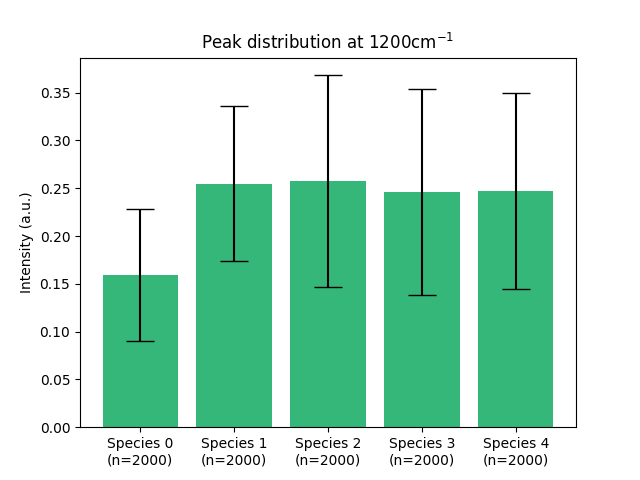 Peak distribution at 1200cm⁻¹
Intensity (a.u.)
0.35
0.30
0.25
0.20
0.15
0.10
0.05
0.00
Species 0 Species 1 Species 2 Species 3 Species 4
(n=2000) (n=2000) (n=2000) (n=2000) (n=2000)